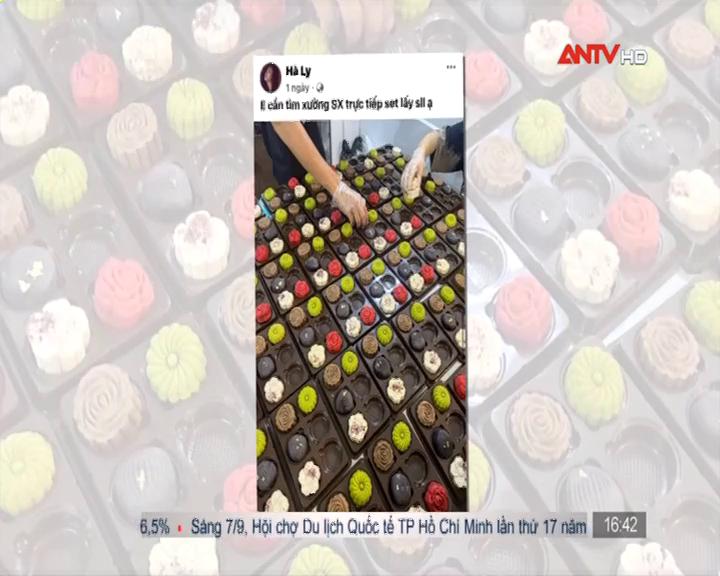 ANTV HD
Hà Ly
1 ngày
E cần tìm xưởng SX trực tiếp set lấy sll ạ
6,5% • Sáng 7/9, Hội chợ Du lịch Quốc tế TP Hồ Chí Minh lần thứ 17 năm
16:42